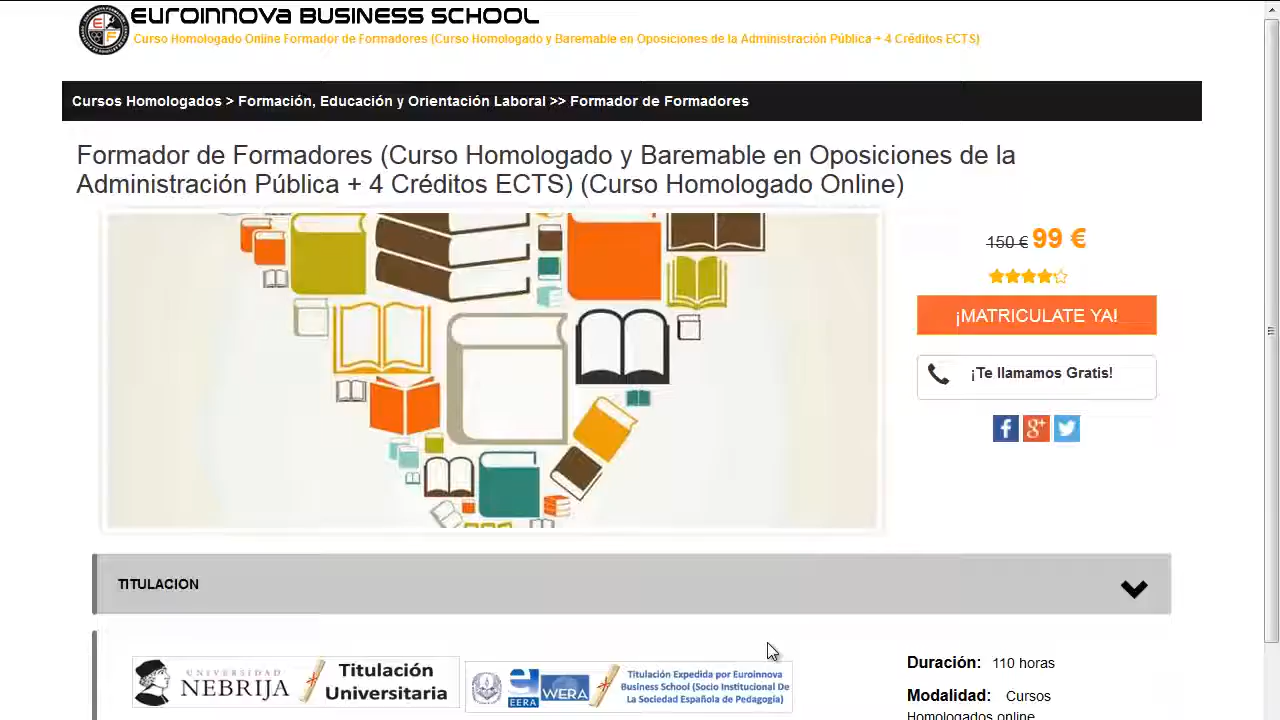 EUROINNOVA BUSINESS SCHOOL
Curso Homologado Online Formador de Formadores (Curso Homologado y Baremable en Oposiciones de la Administración Pública + 4 Créditos ECTS)
Cursos Homologados > Formación, Educación y Orientación Laboral >> Formador de Formadores
Formador de Formadores (Curso Homologado y Baremable en Oposiciones de la
Administración Pública + 4 Créditos ECTS) (Curso Homologado Online)
150 € 99 €
¡MATRICULATE YA!
¡Te llamamos Gratis!
TITULACION
UNIVERSIDAD
NEBRIJA
Titulación
Universitaria
EERA
WERA
Titulación Expedida por Euroinnova
Business School (Socio Institucional De
La Sociedad Española de Pedagogía)
Duración: 110 horas
Modalidad: Cursos
Homologados online